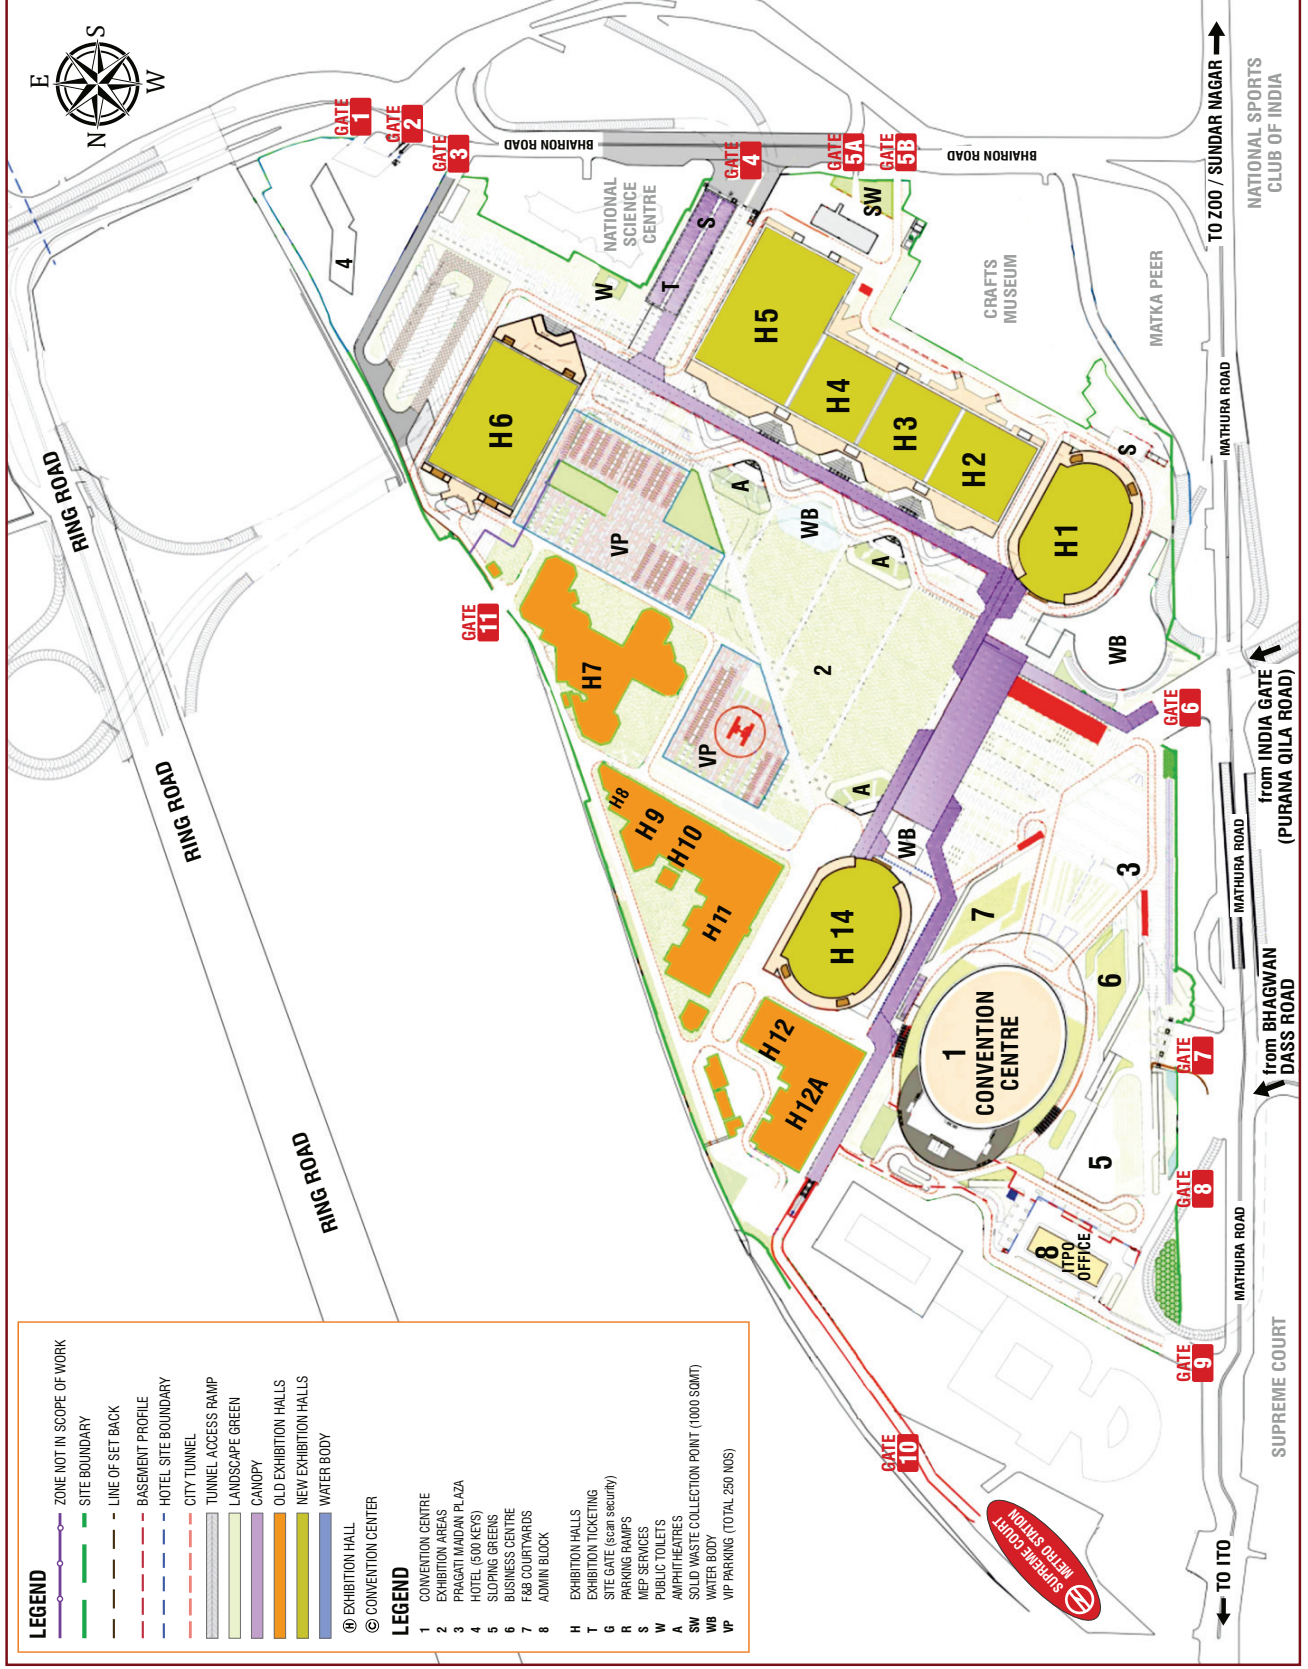 E
S
N
W
GATE
1
GATE
2
GATE
3
BHAIRON ROAD
GATE
4
GATE
5A
GATE
5B
BHAIRON ROAD
TO ZOO / SUNDAR NAGAR
NATIONAL SPORTS
CLUB OF INDIA
NATIONAL
SCIENCE
CENTRE
CRAFTS
MUSEUM
MATKA PEER
MATHURA ROAD
RING ROAD
RING ROAD
RING ROAD
4
W
T
S
SW
H6
H5
H4
H3
H2
H1
S
VP
A
WB
A
2
GATE
11
H7
VP
A
WB
WB
GATE
6
from INDIA GATE
(PURANA QILA ROAD)
H8
H9
H10
H11
H 14
H12
H12A
7
3
6
1
CONVENTION
CENTRE
5
8
ITPO
OFFICE
MATHURA ROAD
GATE
7
from BHAGWAN
DASS ROAD
GATE
8
MATHURA ROAD
GATE
9
SUPREME COURT
GATE
10
SUPREME COURT
METRO STATION
TO ITO
LEGEND
ZONE NOT IN SCOPE OF WORK
SITE BOUNDARY
LINE OF SET BACK
BASEMENT PROFILE
HOTEL SITE BOUNDARY
CITY TUNNEL
TUNNEL ACCESS RAMP
LANDSCAPE GREEN
CANOPY
OLD EXHIBITION HALLS
NEW EXHIBITION HALLS
WATER BODY
Ⓗ EXHIBITION HALL
Ⓒ CONVENTION CENTER
LEGEND
1 CONVENTION CENTRE
2 EXHIBITION AREAS
3 PRAGATI MAIDAN PLAZA
4 HOTEL (500 KEYS)
5 SLOPING GREENS
6 BUSINESS CENTRE
7 F&B COURTYARDS
8 ADMIN BLOCK
H EXHIBITION HALLS
T EXHIBITION TICKETING
G SITE GATE (scan security)
R PARKING RAMPS
S MEP SERVICES
W PUBLIC TOILETS
A AMPHITHEATRES
SW SOLID WASTE COLLECTION POINT (1000 SQMT)
WB WATER BODY
VP VIP PARKING (TOTAL 250 NOS)